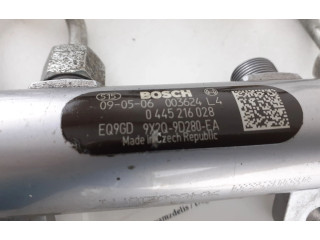 BOSCH
09-05-06 003624 L4
0 445 216 028
EQ9GD 9X2Q-9D280-EA
Made in Czech Republic